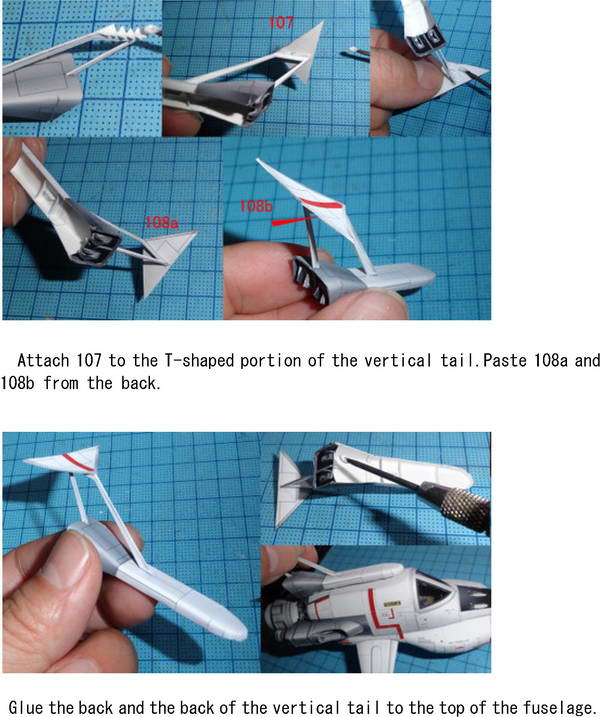 107
108a
108b
Attach 107 to the T-shaped portion of the vertical tail.Paste 108a and
108b from the back.
Glue the back and the back of the vertical tail to the top of the fuselage.